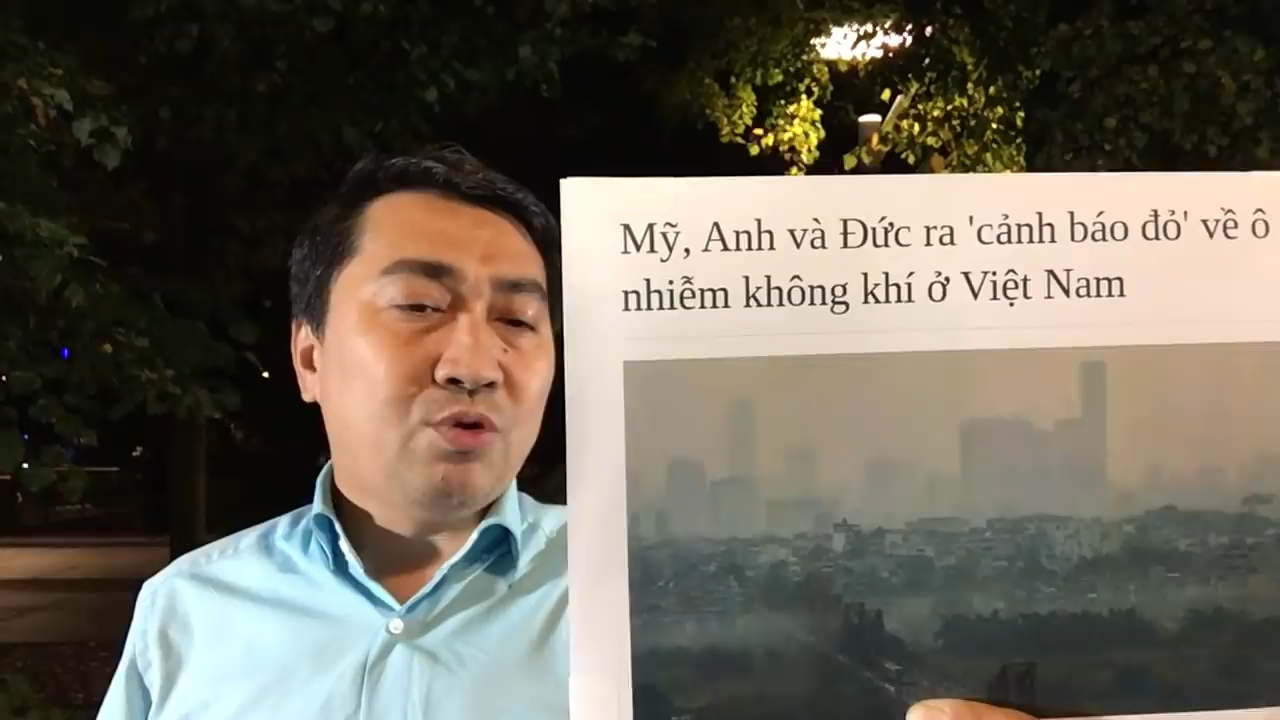 Mỹ, Anh và Đức ra 'cảnh báo đỏ' về ô
nhiễm không khí ở Việt Nam